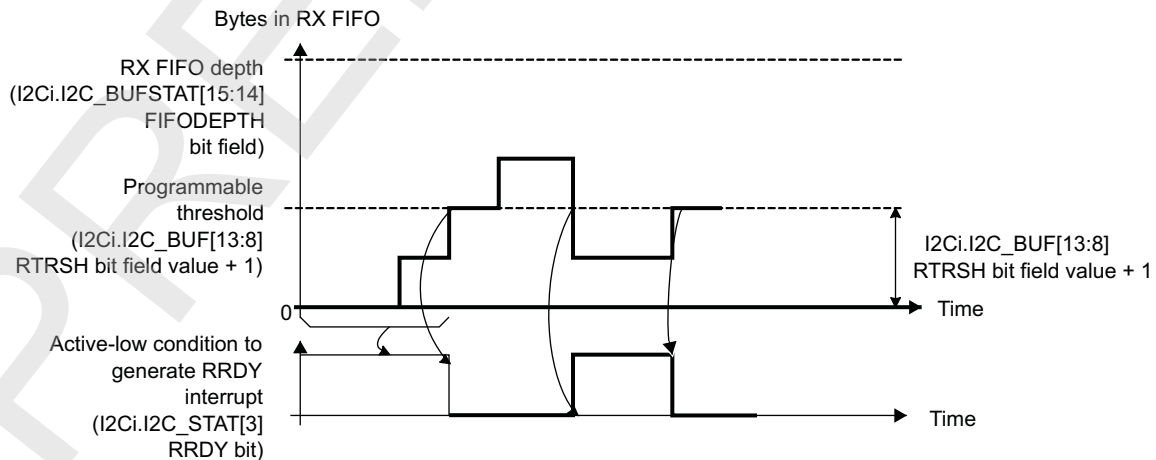 Bytes in RX FIFO
RX FIFO depth
(I2Ci.I2C_BUFSTAT[15:14]
FIFODEPTH
bit field)
Programmable
threshold
(I2Ci.I2C_BUF[13:8]
RTRSH bit field value + 1)
I2Ci.I2C_BUF[13:8]
RTRSH bit field value + 1
0
Time
Active-low condition to
generate RRDY
interrupt
(I2Ci.I2C_STAT[3]
RRDY bit)
Time